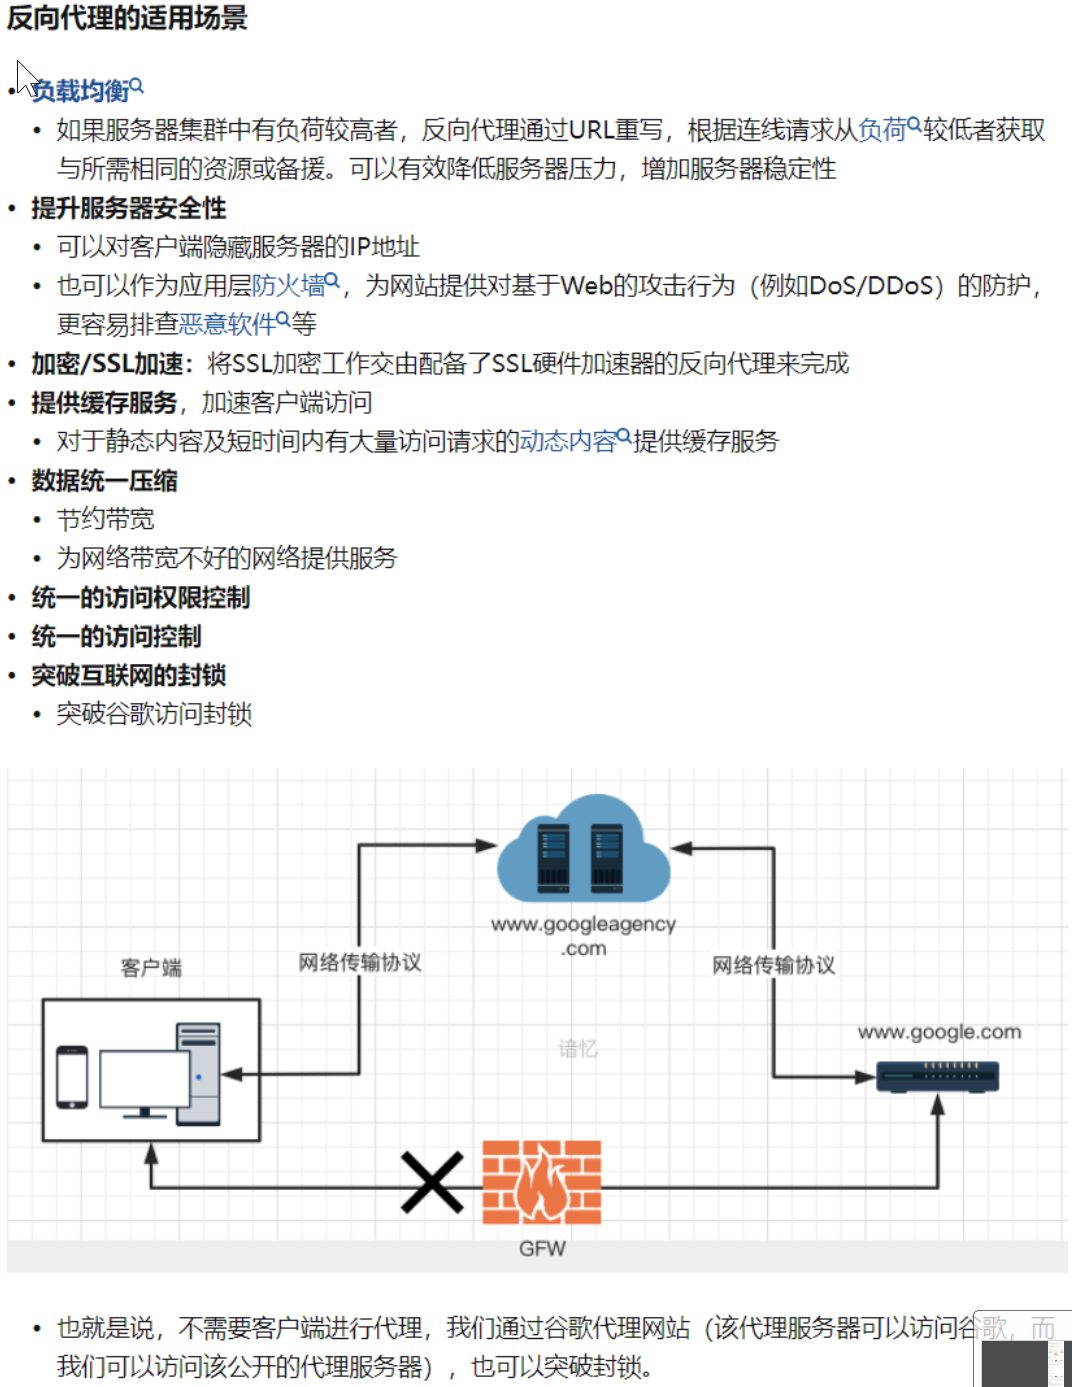 反向代理的适用场景
负载均衡
如果服务器集群中有负荷较高者，反向代理通过URL重写，根据连线请求从负荷较低者获取
与所需相同的资源或备援。可以有效降低服务器压力，增加服务器稳定性
提升服务器安全性
可以对客户端隐藏服务器的IP地址
也可以作为应用层防火墙，为网站提供对基于Web的攻击行为（例如DoS/DDoS）的防护，
更容易排查恶意软件等
加密/SSL加速：将SSL加密工作交由配备了SSL硬件加速器的反向代理来完成
提供缓存服务，加速客户端访问
对于静态内容及短时间内有大量访问请求的动态内容提供缓存服务
数据统一压缩
节约带宽
为网络带宽不好的网络提供服务
统一的访问权限控制
统一的访问控制
突破互联网的封锁
突破谷歌访问封锁
www.googleagency
.com
客户端
网络传输协议
网络传输协议
www.google.com
谙忆
GFW
也就是说，不需要客户端进行代理，我们通过谷歌代理网站（该代理服务器可以访问谷歌，而
我们可以访问该公开的代理服务器），也可以突破封锁。